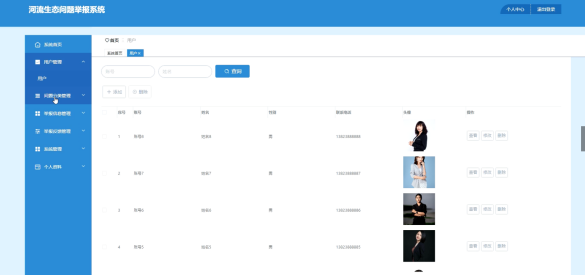 河流生态问题举报系统
个人中心 退出登录
系统首页
首页 / 用户
系统首页 用户
用户管理
查询
用户
添加 删除
问题分类管理
举报信息管理
序号 账号 姓名 性别 联系电话 头像 操作
举报反馈管理
1 账号8 姓名8 男 13823888888 查看 修改 删除
系统管理
个人资料
2 账号7 姓名7 男 13823888887 查看 修改 删除
3 账号6 姓名6 男 13823888886 查看 修改 删除
4 账号5 姓名5 男 13823888885 查看 修改 删除